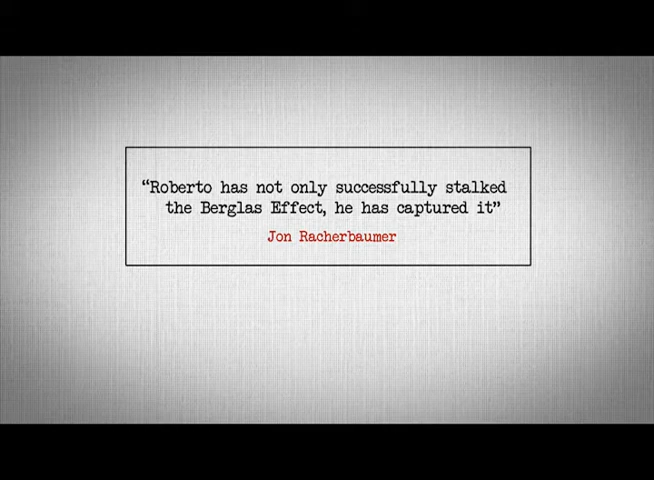 “Roberto has not only successfully stalked
the Berglas Effect, he has captured it”
Jon Racherbaumer